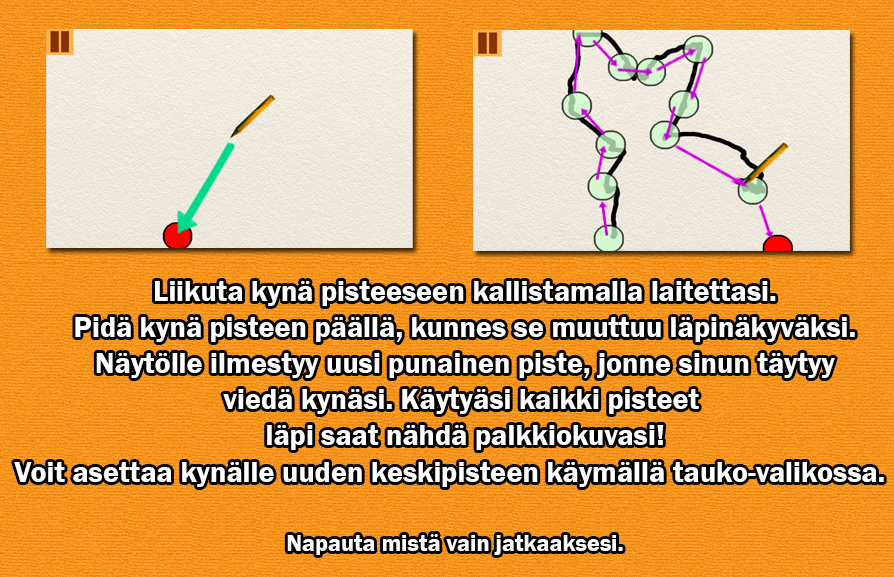 Liikuta kynä pisteeseen kallistamalla laitettasi.
Pidä kynä pisteen päällä, kunnes se muuttuu läpinäkyväksi.
Näytölle ilmestyy uusi punainen piste, jonne sinun täytyy
viedä kynäsi. Käytyäsi kaikki pisteet
läpi saat nähdä palkkiokuvasi!
Voit asettaa kynälle uuden keskipisteen käymällä tauko-valikossa.
Napauta mistä vain jatkaaksesi.